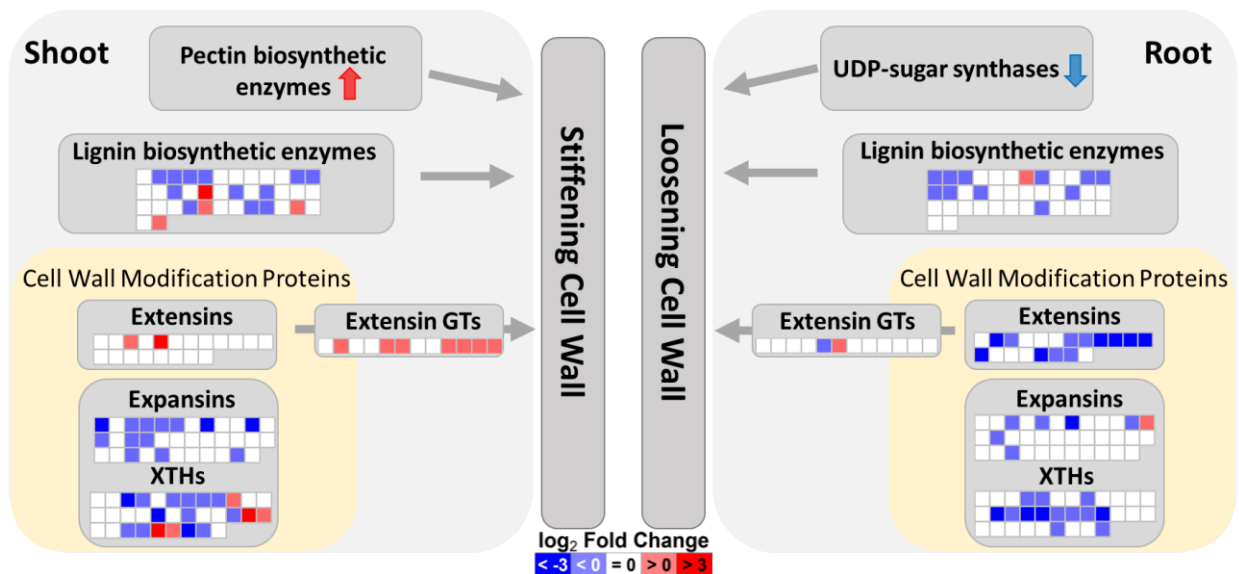 Shoot
Pectin biosynthetic
enzymes
Lignin biosynthetic enzymes
Cell Wall Modification Proteins
Extensins
Extensin GTs
Expansins
XTHs
Stiffening Cell Wall
Loosening Cell Wall
Root
UDP-sugar synthases
Lignin biosynthetic enzymes
Cell Wall Modification Proteins
Extensin GTs
Extensins
Expansins
XTHs
log₂ Fold Change
< -3 < 0 = 0 > 0 > 3